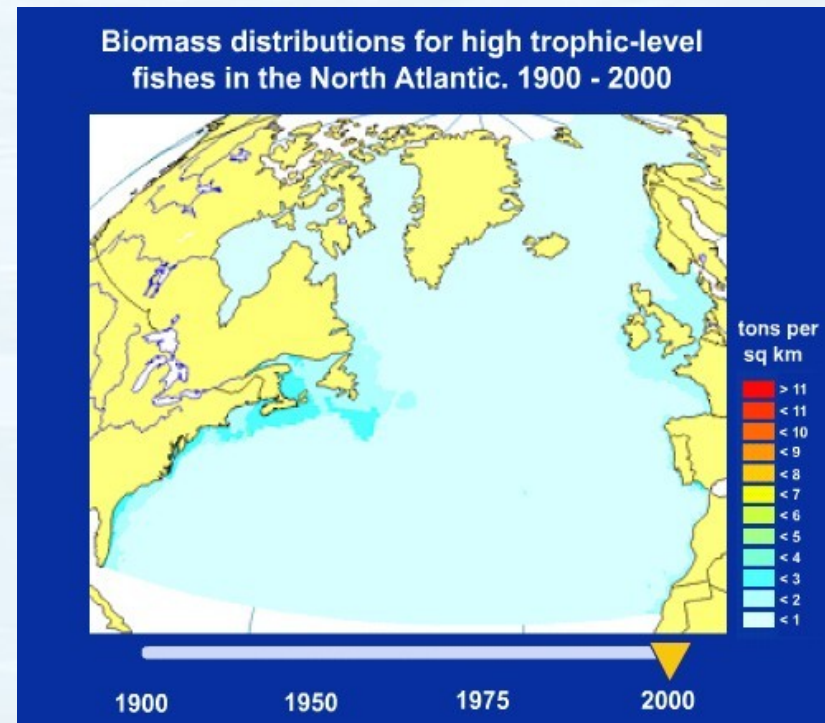 Biomass distributions for high trophic-level
fishes in the North Atlantic. 1900 - 2000
tons per
sq km
> 11
< 11
< 10
< 9
< 8
< 7
< 6
< 5
< 4
< 3
< 2
< 1
1900 1950 1975 2000